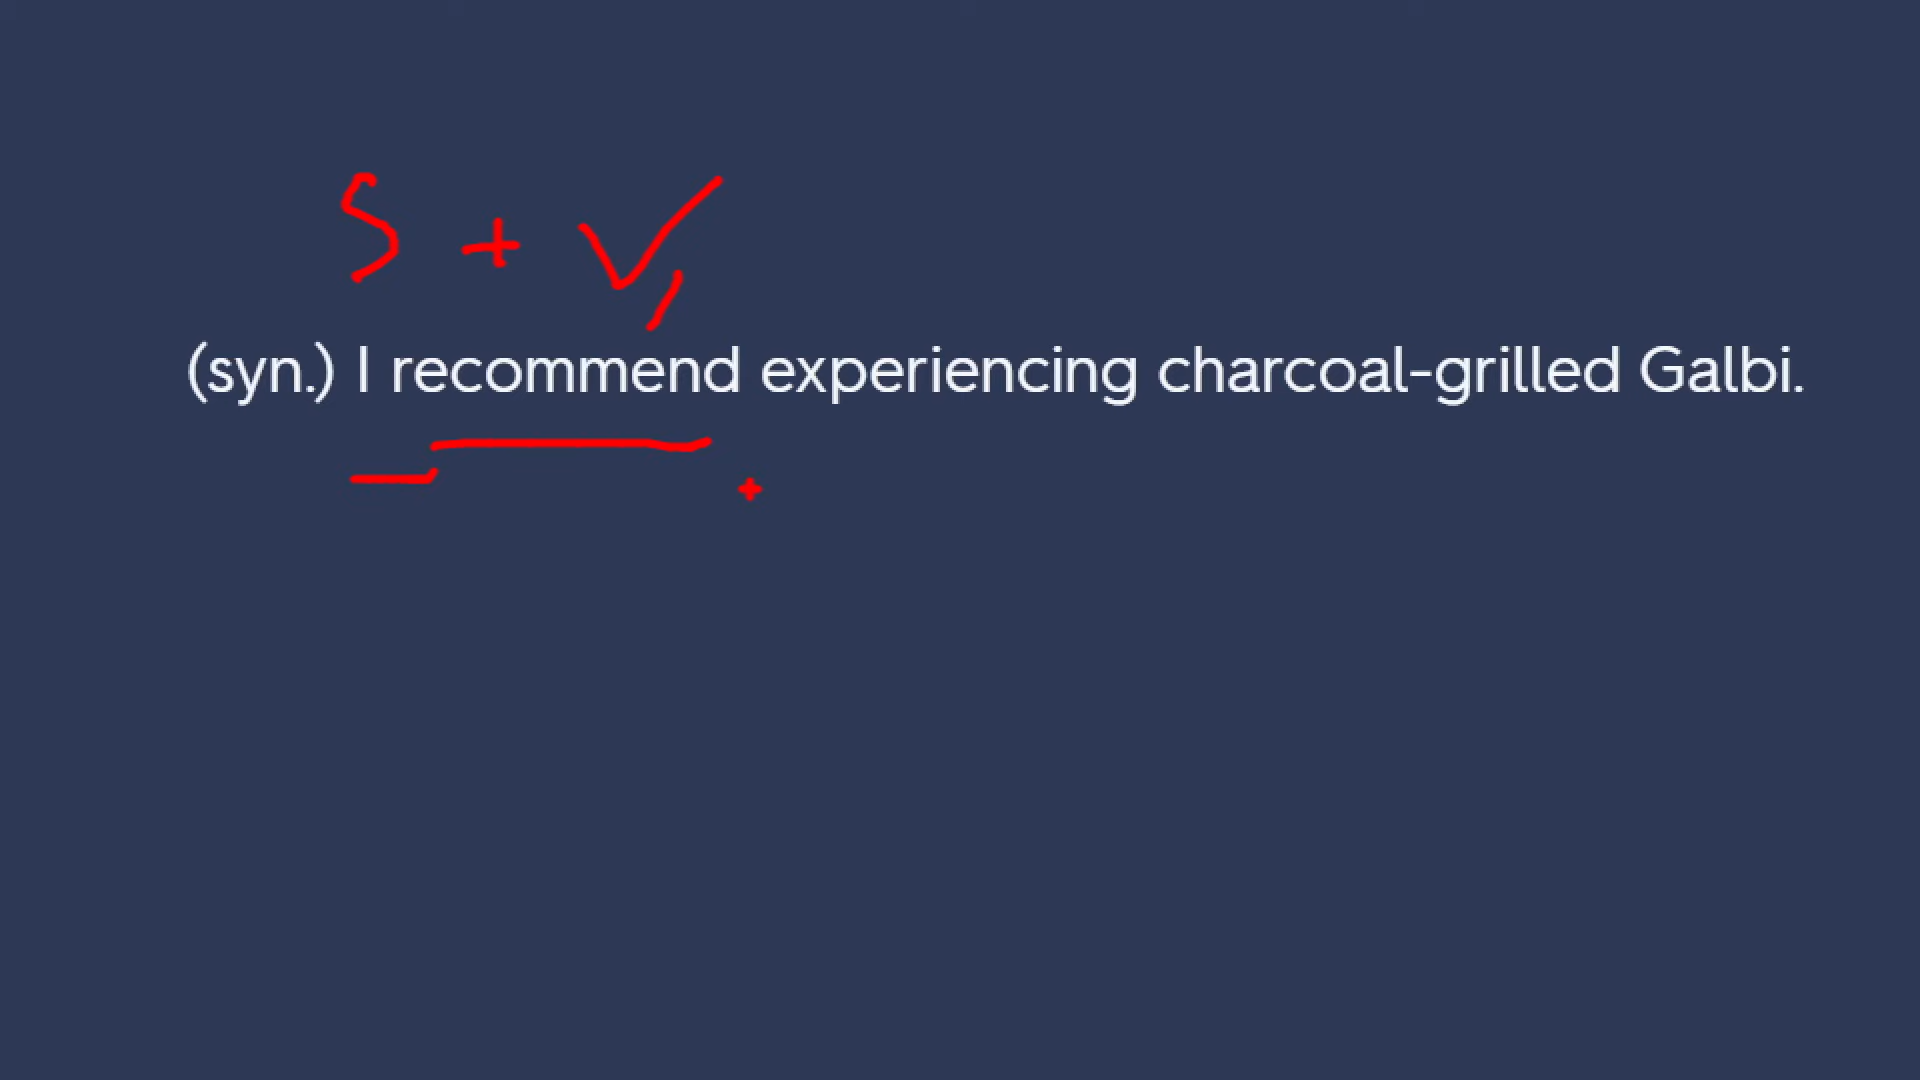 S + V,
(syn.) I recommend experiencing charcoal-grilled Galbi.